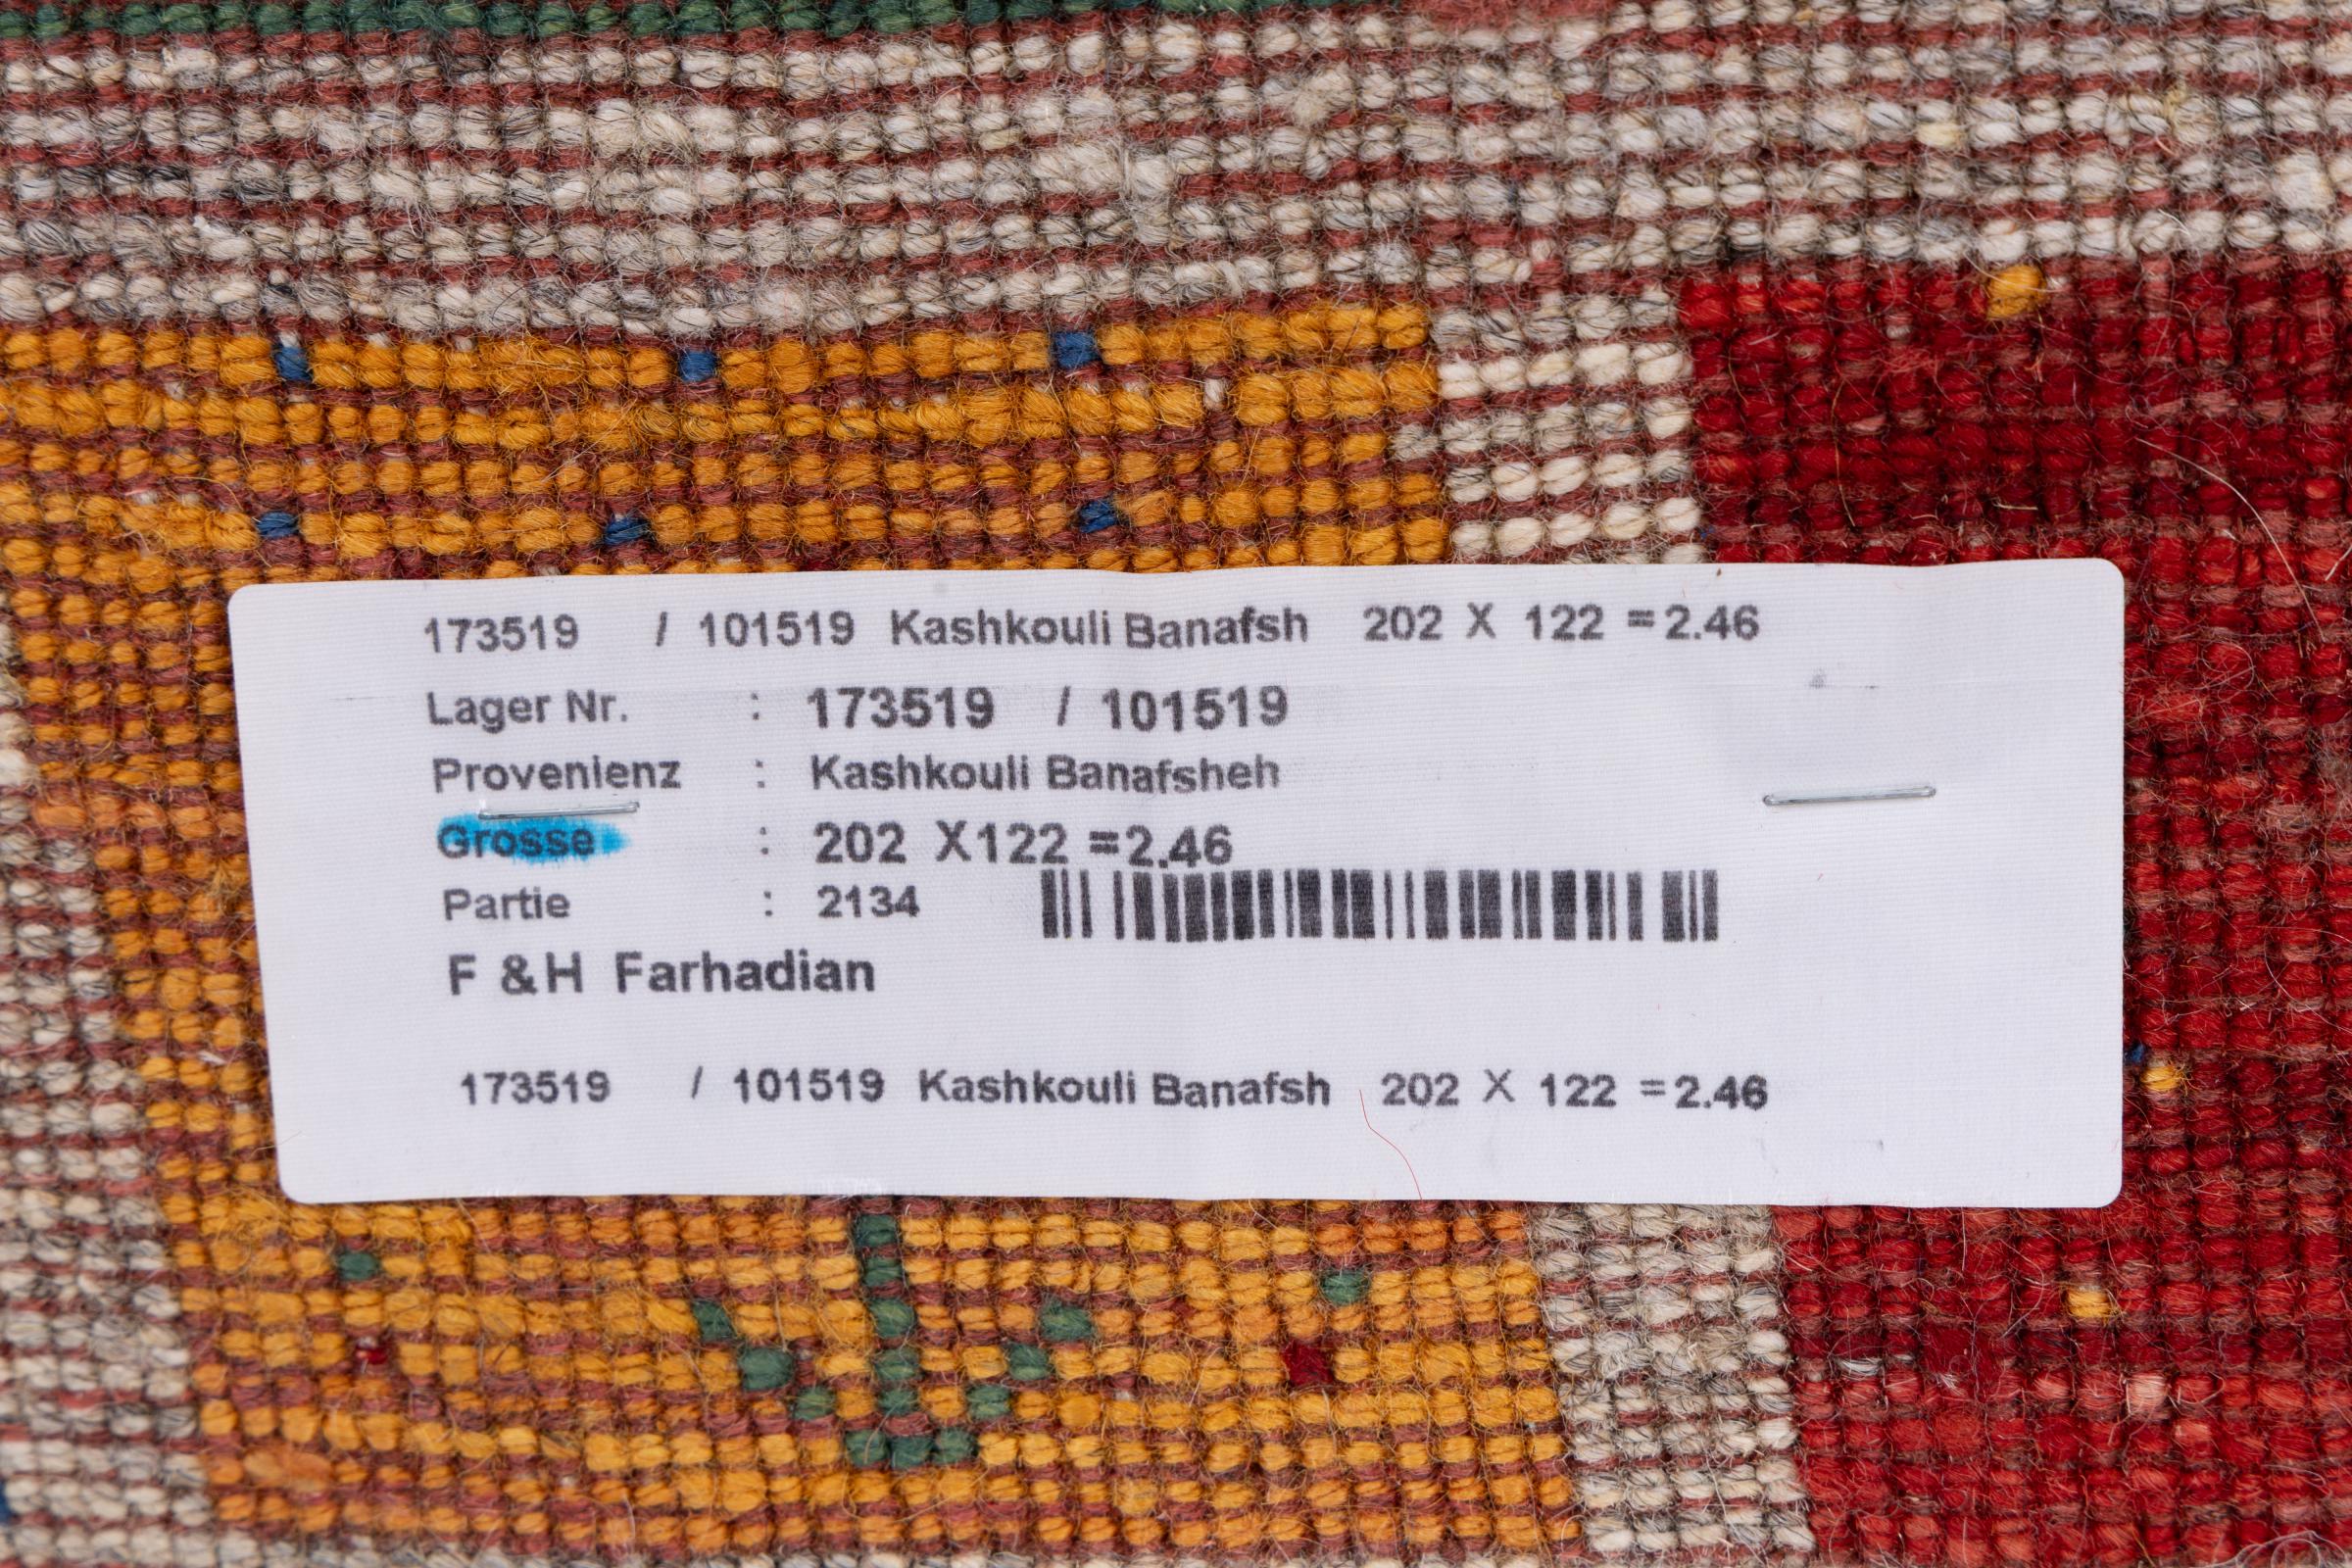 173519 / 101519 Kashkouli Banafsh 202 X 122 =2.46
Lager Nr. : 173519 / 101519
Provenienz : Kashkouli Banafsheh
Grosse : 202 X122 =2.46
Partie : 2134
F &H Farhadian
173519 / 101519 Kashkouli Banafsh 202 X 122 =2.46